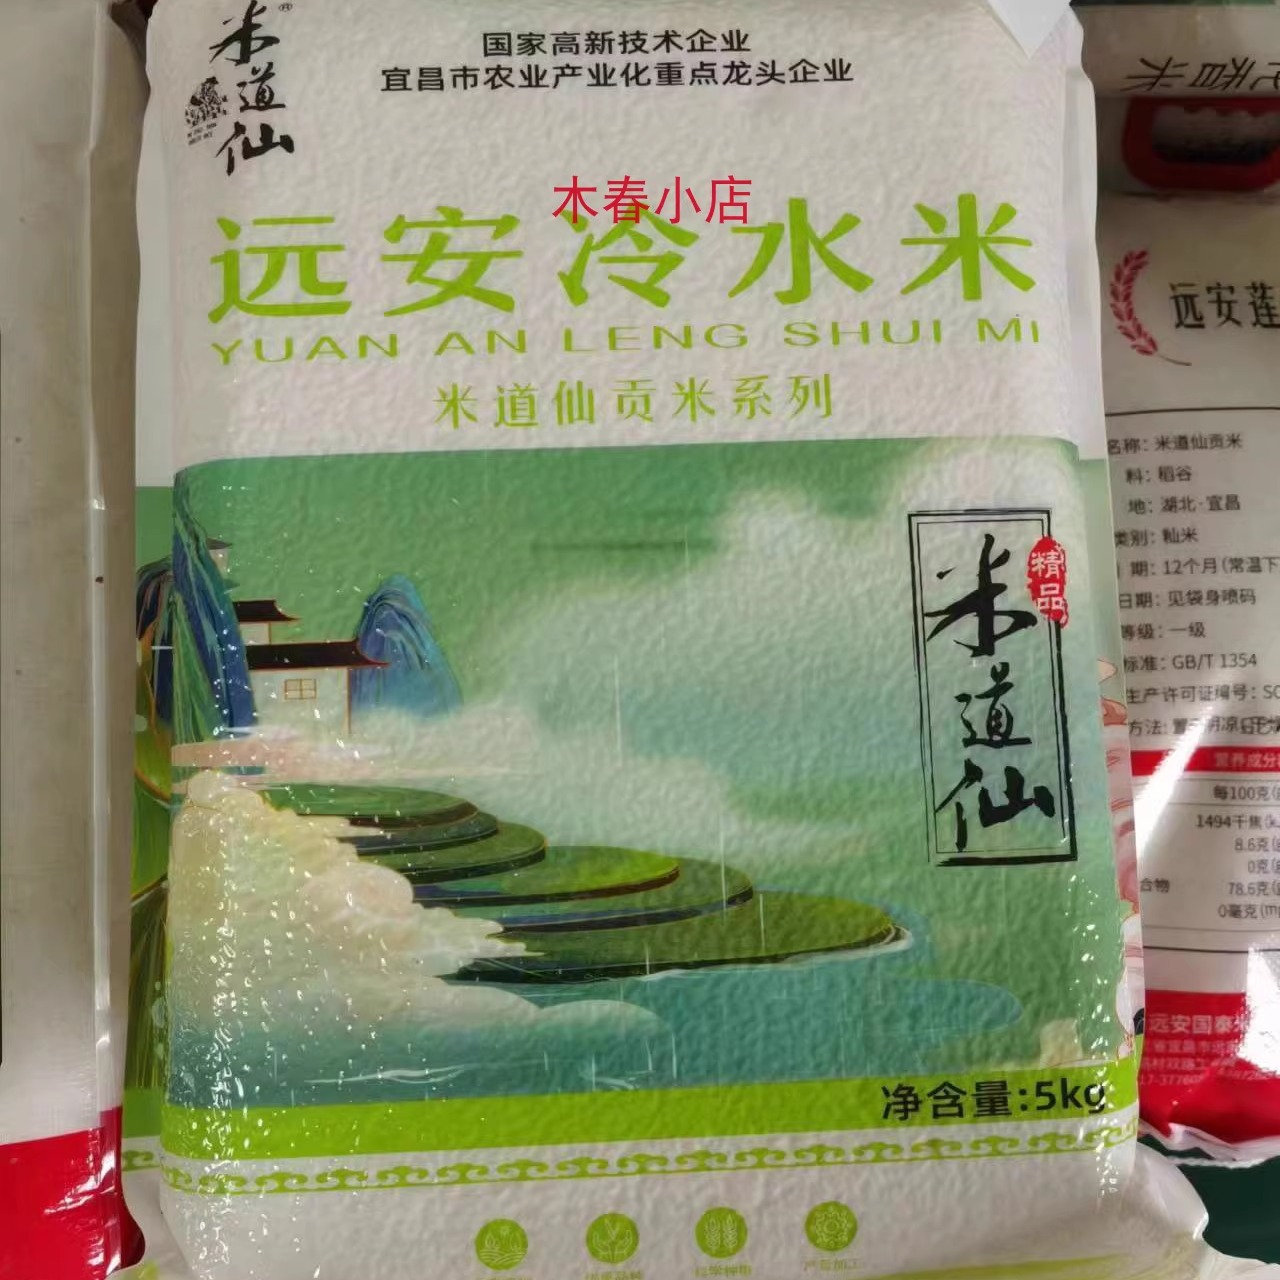 米道仙
®
国家高新技术企业
宜昌市农业产业化重点龙头企业
木春小店
远安冷水米
YUAN AN LENG SHUI MI
米道仙贡米系列
精品
米道仙
净含量:5kg
远安莲
名称: 米道仙贡米
料: 稻谷
地: 湖北·宜昌
类别: 籼米
期: 12个月(常温下
日期: 见袋身喷码
等级: 一级
标准: GB/T 1354
生产许可证编号: SC
方法: 置
营养成分
每100克(
1494千焦(k
8.6克(g
0克(g
合物 78.6克(g
0毫克(m
远安国泰